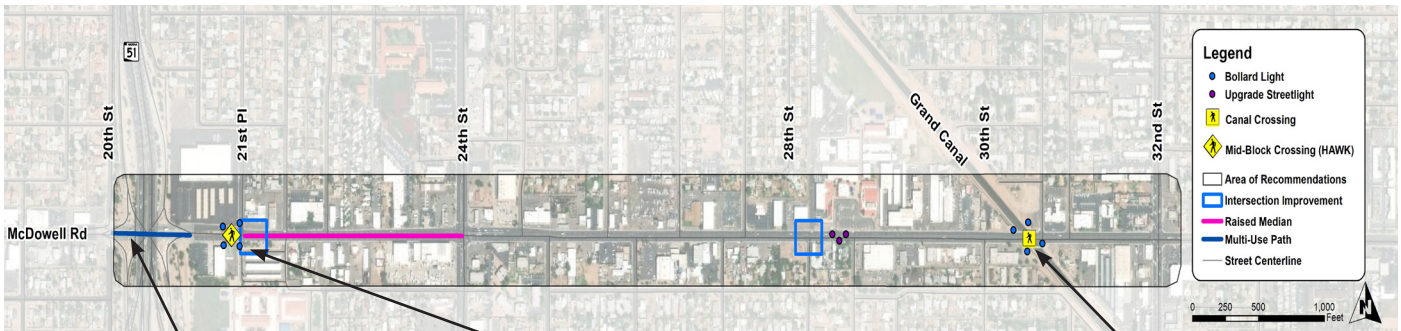 51
20th St
21st Pl
24th St
28th St
Grand Canal
30th St
32nd St
McDowell Rd
Legend
Bollard Light
Upgrade Streetlight
Canal Crossing
Mid-Block Crossing (HAWK)
Area of Recommendations
Intersection Improvement
Raised Median
Multi-Use Path
Street Centerline
0 250 500 1,000
Feet
N